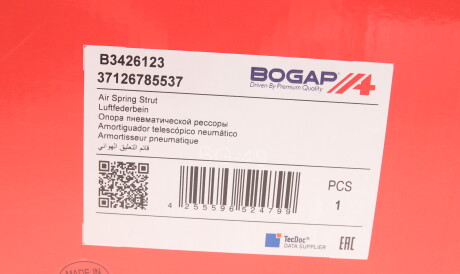 B3426123
37126785537
BOGAP
Driven By Premium Quality
Air Spring Strut
Luftfederbein
Опора пневматической рессоры
Amortiguador telescópico neumático
Amortisseur pneumatique
قائم التعليق الهوائي
4 255596 524799
PCS
1
TecDoc
DATA SUPPLIER
EAC
MADE IN